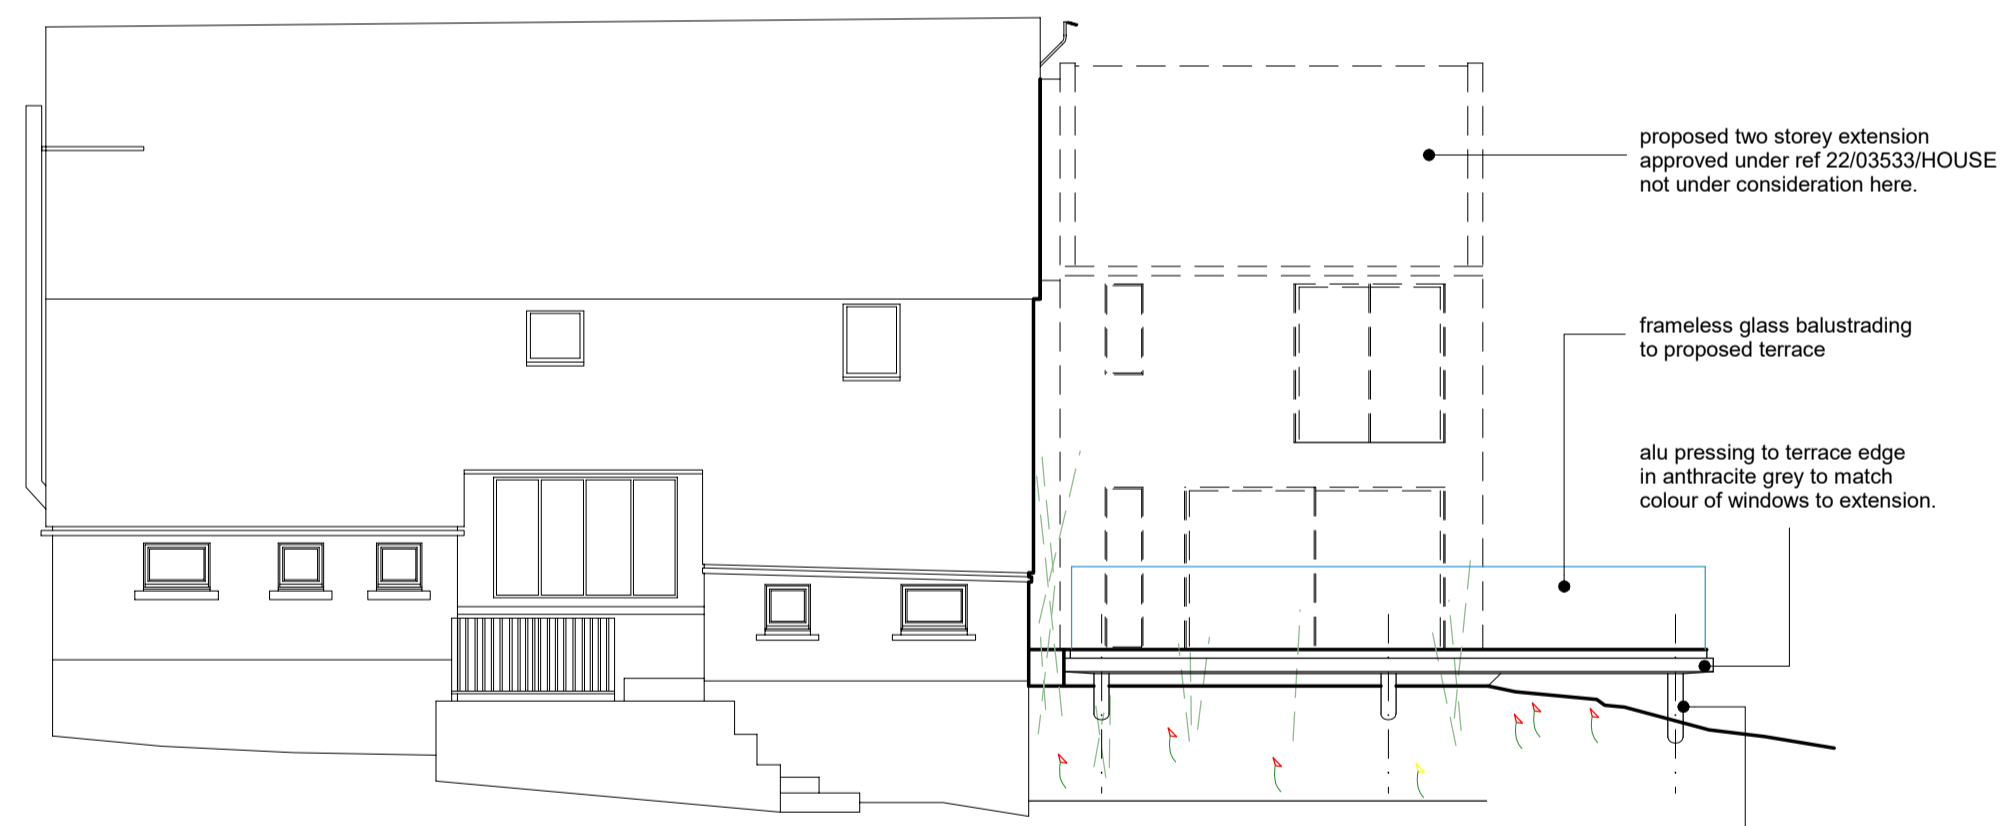 proposed two storey extension
approved under ref 22/03533/HOUSE
not under consideration here.
frameless glass balustrading
to proposed terrace
alu pressing to terrace edge
in anthracite grey to match
colour of windows to extension.